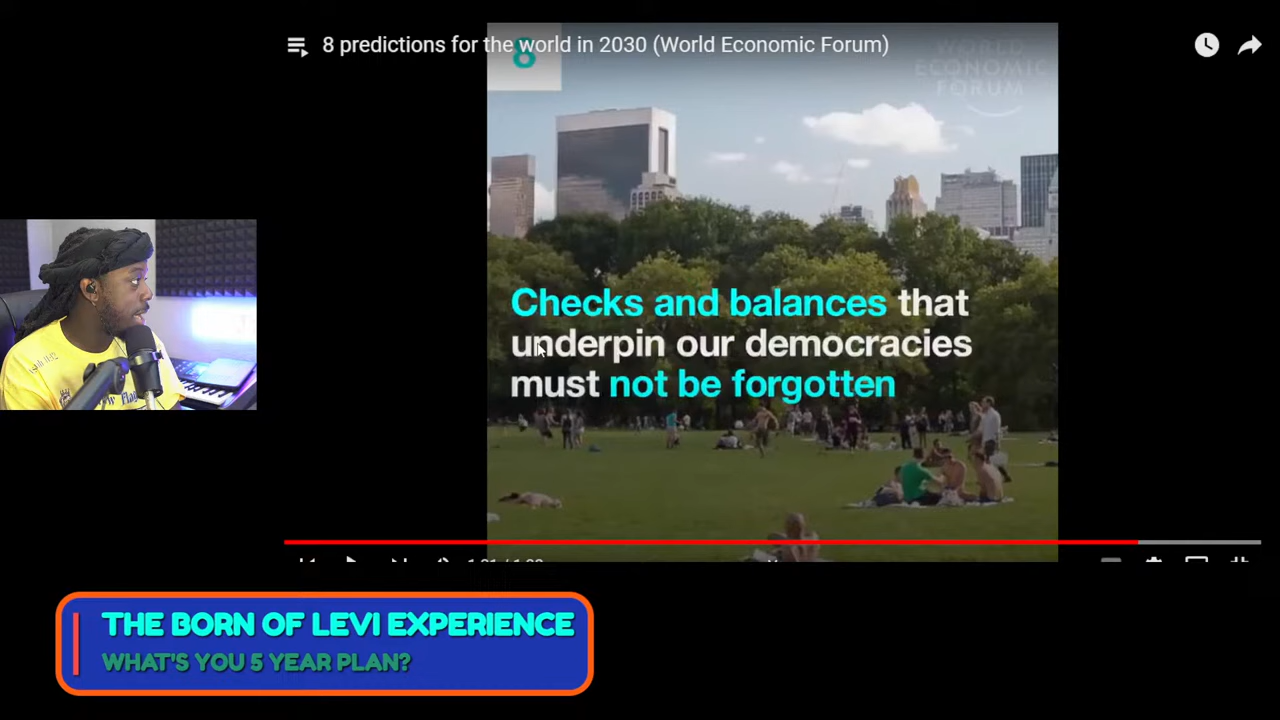 8 predictions for the world in 2030 (World Economic Forum)
8
WORLD
ECONOMIC
FORUM
Checks and balances that
underpin our democracies
must not be forgotten
THE BORN OF LEVI EXPERIENCE
WHAT'S YOU 5 YEAR PLAN?